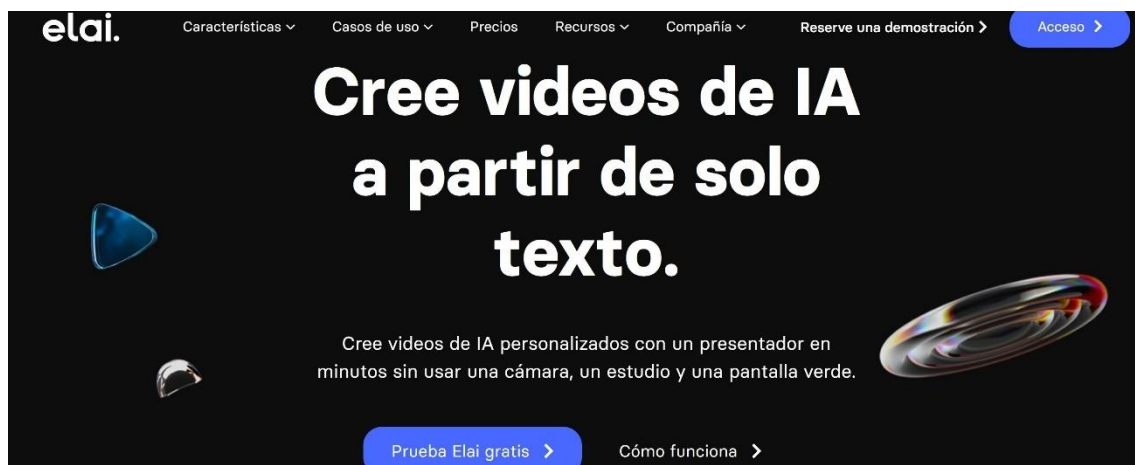 elai. Características Casos de uso Precios Recursos Compañía Reserve una demostración Acceso
Cree videos de IA
a partir de solo
texto.
Cree videos de IA personalizados con un presentador en
minutos sin usar una cámara, un estudio y una pantalla verde.
Prueba Elai gratis Cómo funciona